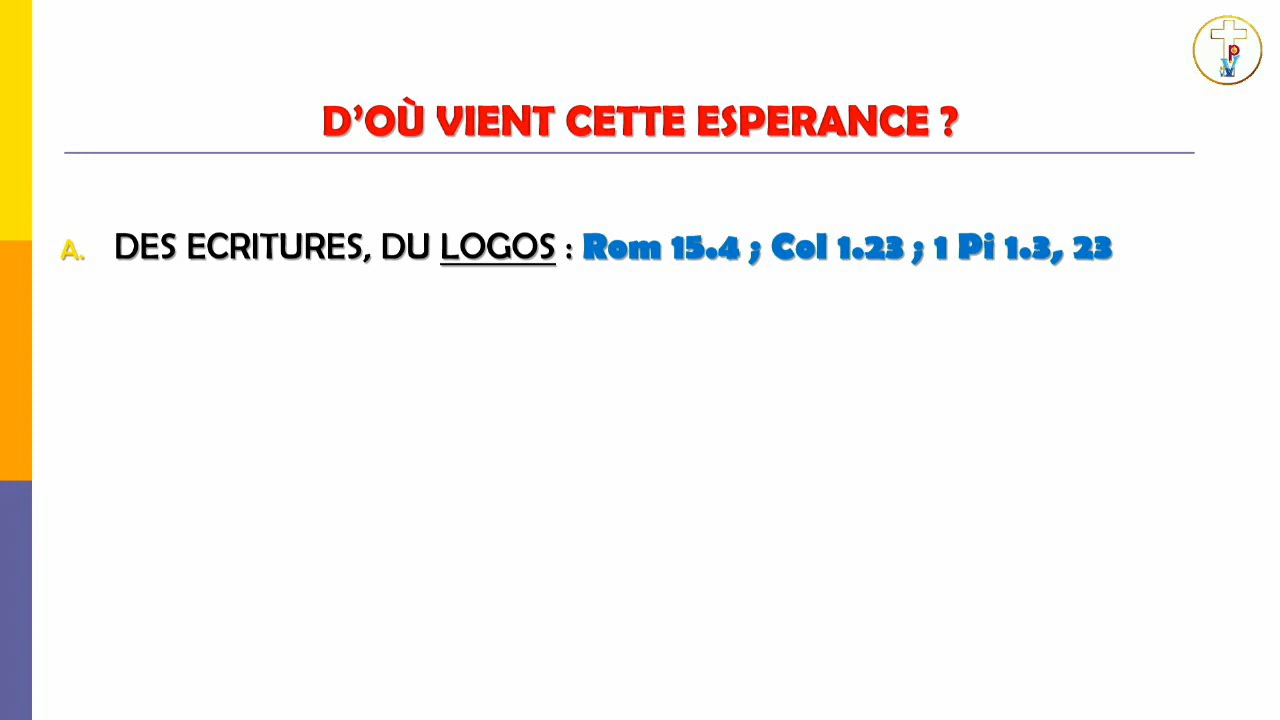 D'OÙ VIENT CETTE ESPERANCE ?
A. DES ECRITURES, DU LOGOS : Rom 15.4 ; Col 1.23 ; 1 Pi 1.3, 23